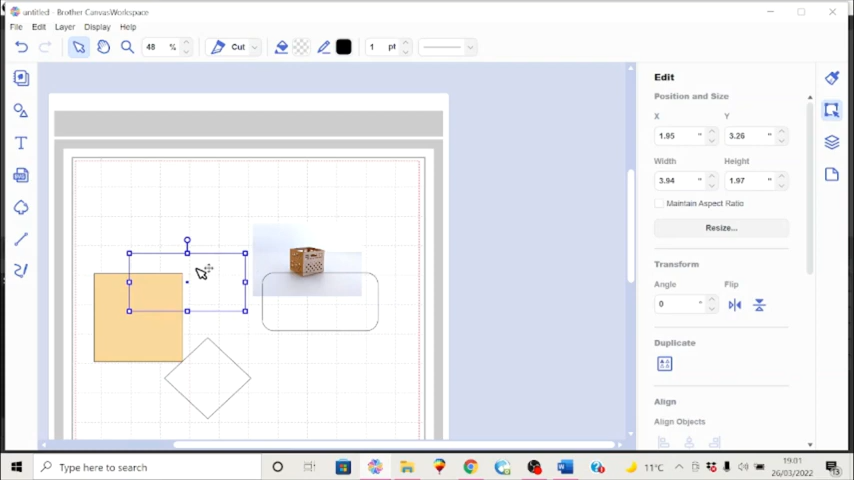 untitled - Brother CanvasWorkspace
File Edit Layer Display Help
48 % Cut 1 pt
Edit
Position and Size
X Y
1.95 " 3.26 "
Width Height
3.94 " 1.97 "
Maintain Aspect Ratio
Resize...
Transform
Angle Flip
0 °
Duplicate
Align
Align Objects
Type here to search
11°C
19:01
26/03/2022